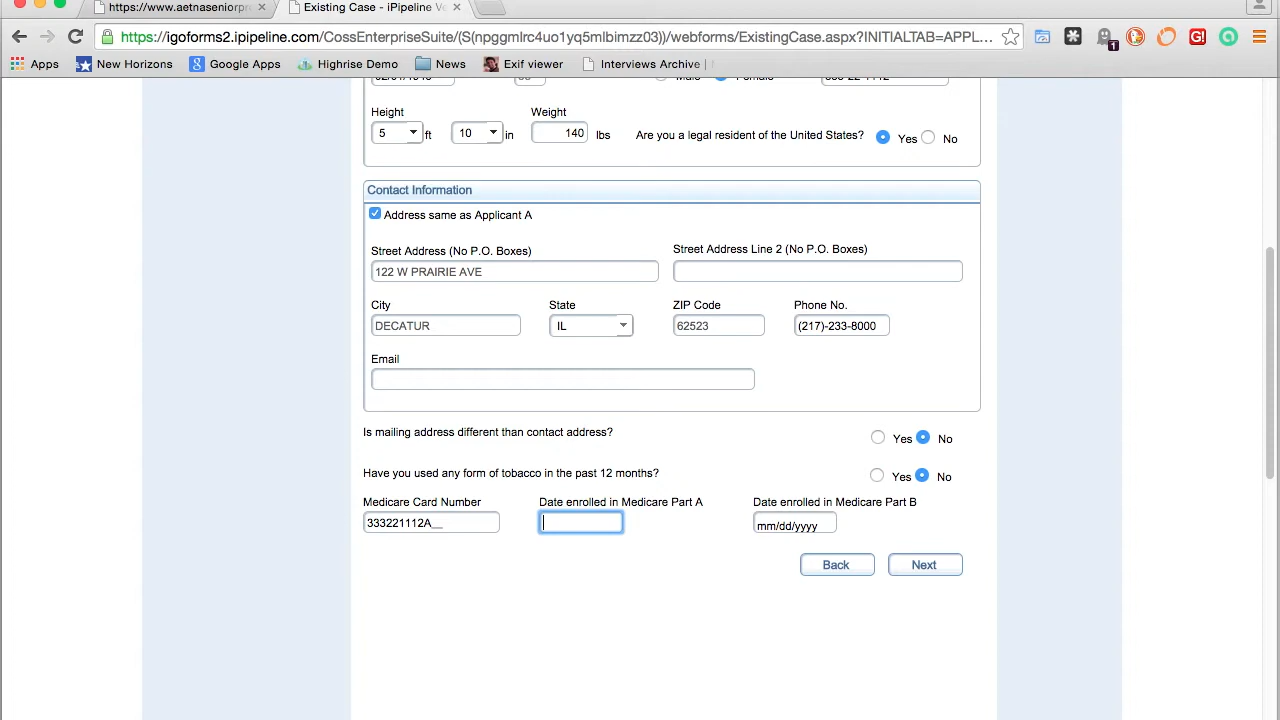 https://www.aetnaseniorpr
Existing Case - iPipeline Ve
https://igoforms2.ipipeline.com/CossEnterpriseSuite/(S(npggmlrc4uo1yq5mlbimzz03))/webforms/ExistingCase.aspx?INITIALTAB=APPL...
1
Apps New Horizons Google Apps Highrise Demo News Exif viewer Interviews Archive |
Female
Height Weight
5 ft 10 in 140 lbs Are you a legal resident of the United States? Yes No
Contact Information
Address same as Applicant A
Street Address (No P.O. Boxes) Street Address Line 2 (No P.O. Boxes)
122 W PRAIRIE AVE
City State ZIP Code Phone No.
DECATUR IL 62523 (217)-233-8000
Email
Is mailing address different than contact address? Yes No
Have you used any form of tobacco in the past 12 months? Yes No
Medicare Card Number Date enrolled in Medicare Part A Date enrolled in Medicare Part B
333221112A__ mm/dd/yyyy
Back Next